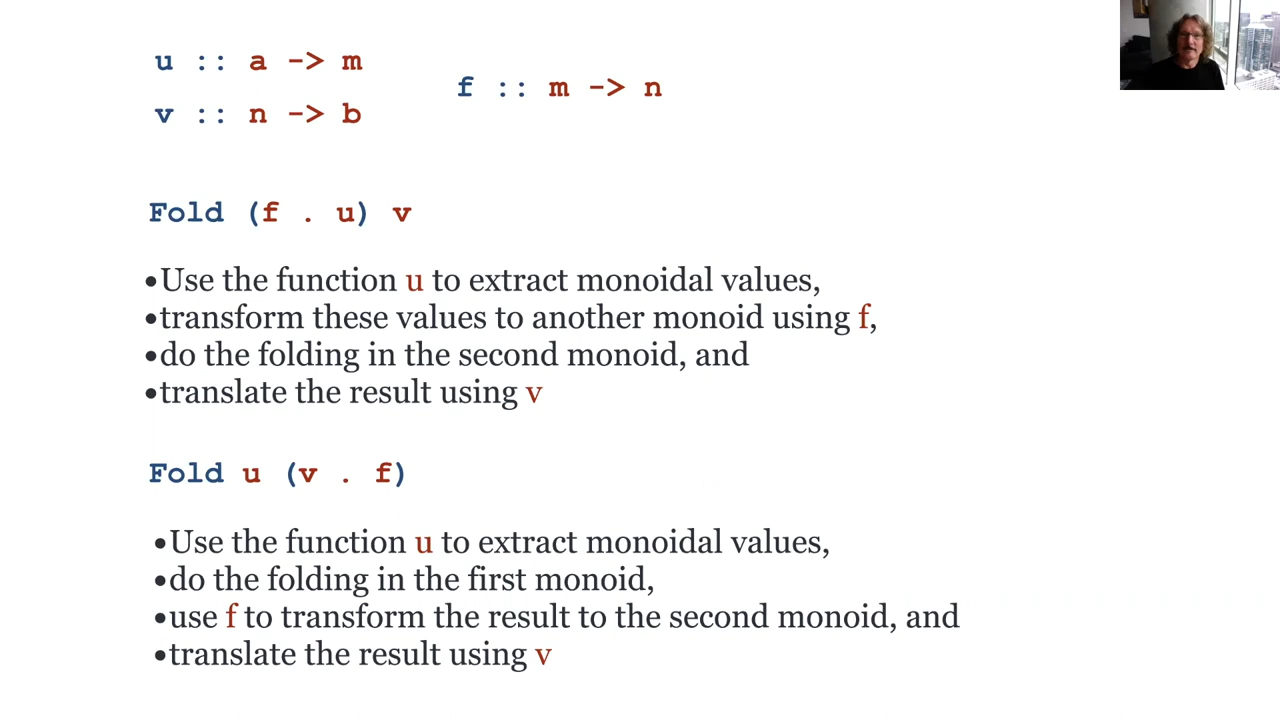 u :: a -> m
f :: m -> n
v :: n -> b
Fold (f . u) v
•Use the function u to extract monoidal values,
•transform these values to another monoid using f,
•do the folding in the second monoid, and
•translate the result using v
Fold u (v . f)
•Use the function u to extract monoidal values,
•do the folding in the first monoid,
•use f to transform the result to the second monoid, and
•translate the result using v